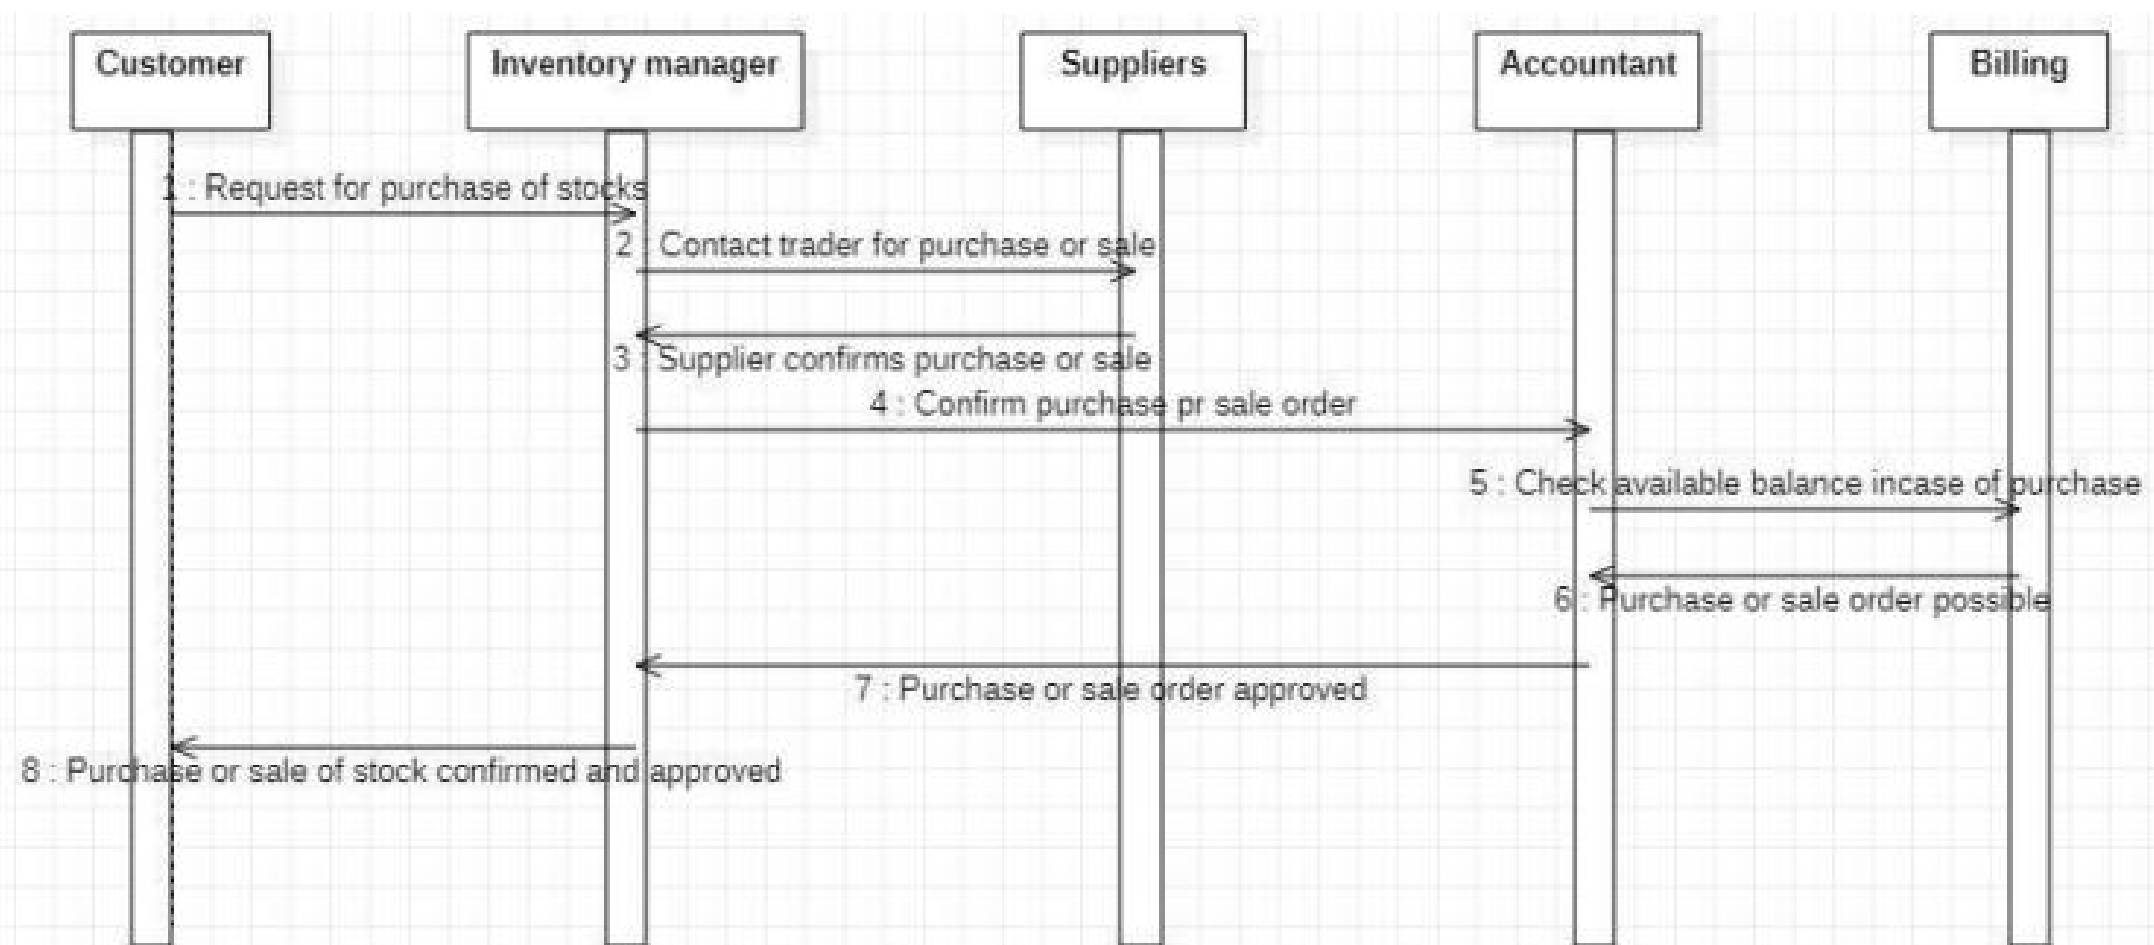 Customer
Inventory manager
Suppliers
Accountant
Billing
1 : Request for purchase of stocks
2 : Contact trader for purchase or sale
3 : Supplier confirms purchase or sale
4 : Confirm purchase pr sale order
5 : Check available balance incase of purchase
6 : Purchase or sale order possible
7 : Purchase or sale order approved
8 : Purchase or sale of stock confirmed and approved